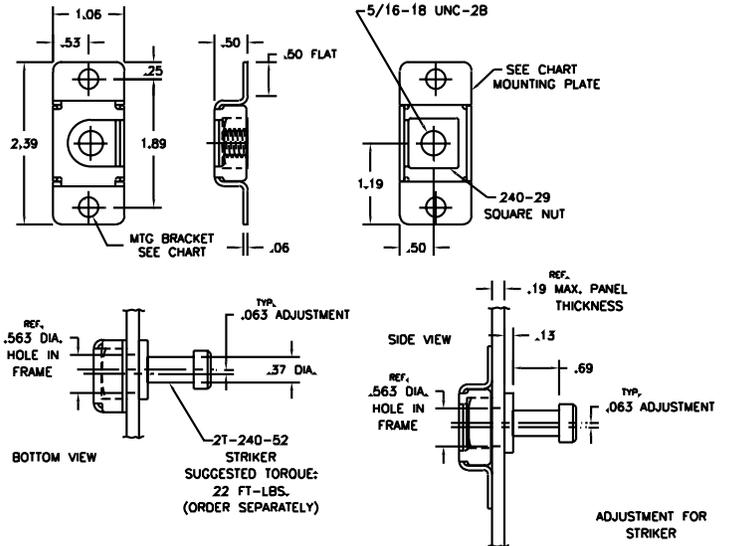 1.06
.53
.25
2.39
1.89
MTG BRACKET
SEE CHART
.50
.50 FLAT
.06
5/16-18 UNC-2B
SEE CHART
MOUNTING PLATE
1.19
240-29
SQUARE NUT
.50
REF.
.563 DIA.
HOLE IN
FRAME
TYP.
.063 ADJUSTMENT
.37 DIA.
2T-240-52
STRIKER
SUGGESTED TORQUE:
22 FT-LBS.
(ORDER SEPARATELY)
BOTTOM VIEW
REF.
.19 MAX. PANEL
THICKNESS
SIDE VIEW
.13
.69
REF.
.563 DIA.
HOLE IN
FRAME
TYP.
.063 ADJUSTMENT
ADJUSTMENT FOR
STRIKER